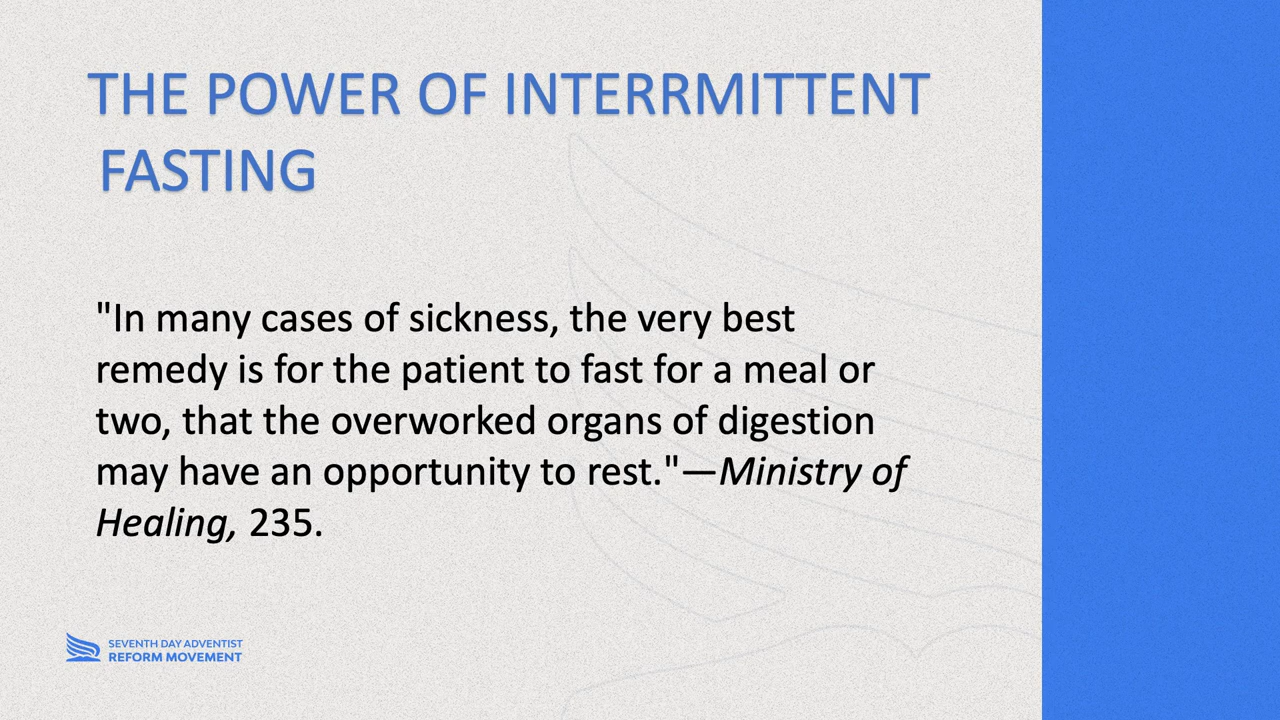 THE POWER OF INTERRMITTENT
FASTING
"In many cases of sickness, the very best
remedy is for the patient to fast for a meal or
two, that the overworked organs of digestion
may have an opportunity to rest."—Ministry of
Healing, 235.
SEVENTH DAY ADVENTIST
REFORM MOVEMENT